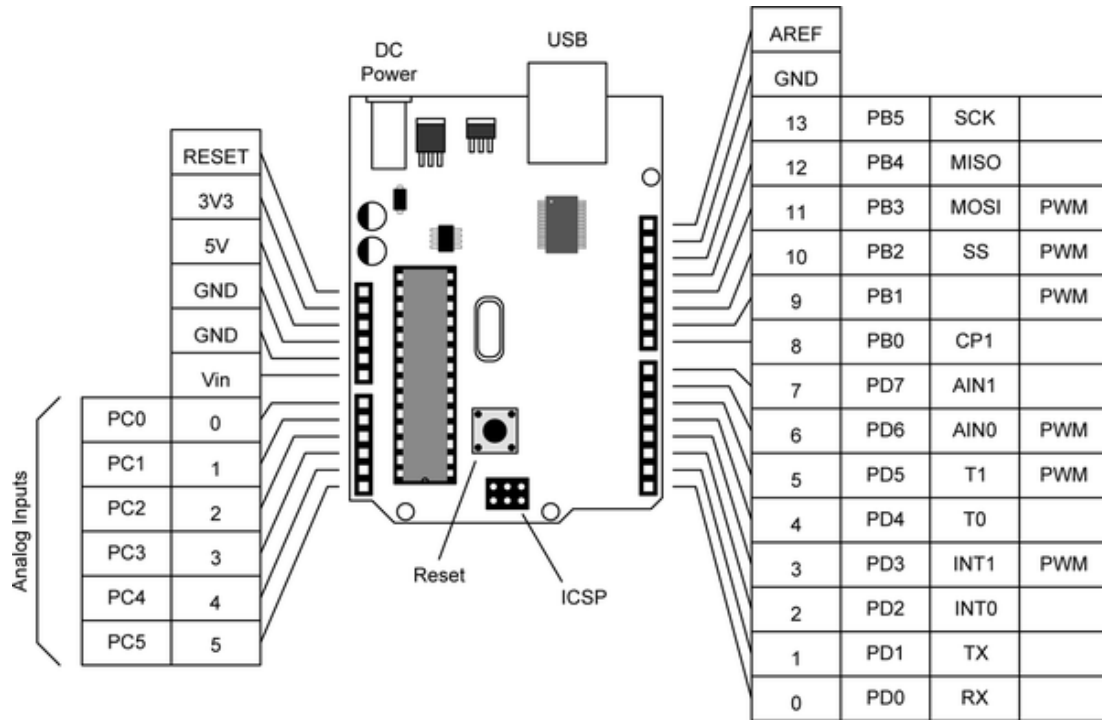 DC
Power
USB
RESET
3V3
5V
GND
GND
Vin
PC0 0
PC1 1
PC2 2
PC3 3
PC4 4
PC5 5
Analog Inputs
Reset
ICSP
AREF
GND
13 PB5 SCK
12 PB4 MISO
11 PB3 MOSI PWM
10 PB2 SS PWM
9 PB1 PWM
8 PB0 CP1
7 PD7 AIN1
6 PD6 AIN0 PWM
5 PD5 T1 PWM
4 PD4 T0
3 PD3 INT1 PWM
2 PD2 INT0
1 PD1 TX
0 PD0 RX